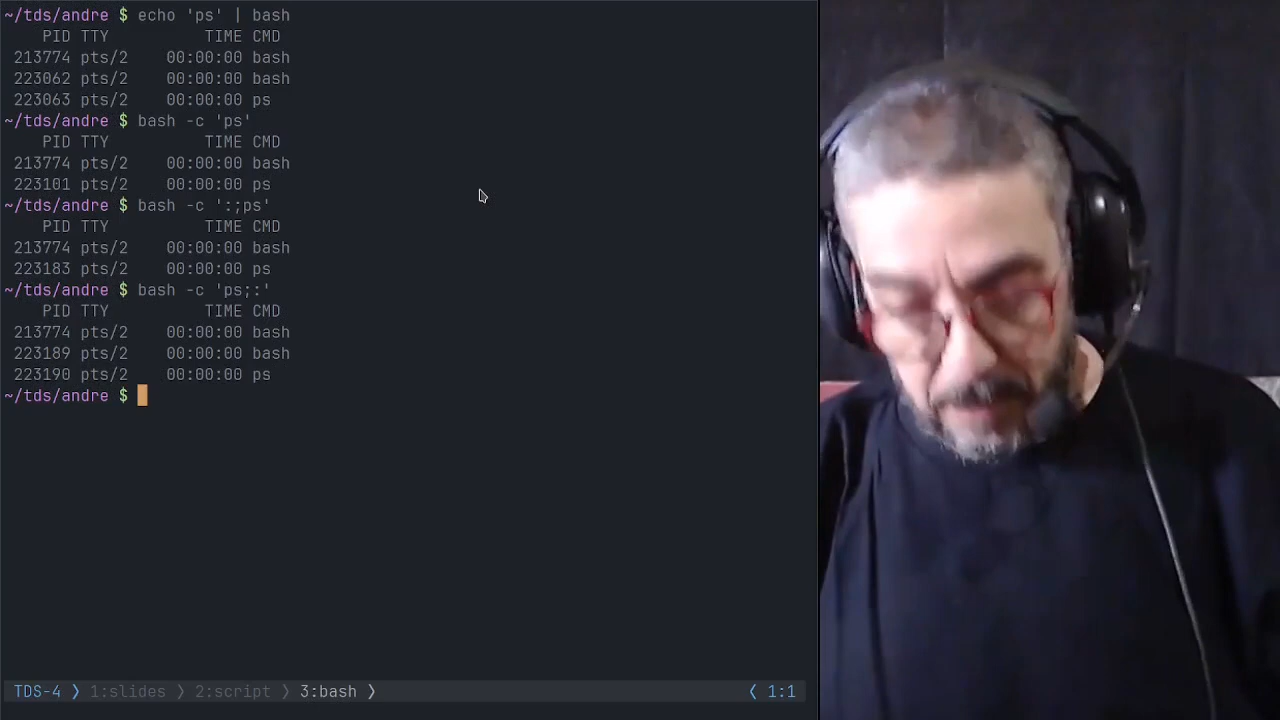 ~/tds/andre $ echo 'ps' | bash
PID TTY TIME CMD
213774 pts/2 00:00:00 bash
223062 pts/2 00:00:00 bash
223063 pts/2 00:00:00 ps
~/tds/andre $ bash -c 'ps'
PID TTY TIME CMD
213774 pts/2 00:00:00 bash
223101 pts/2 00:00:00 ps
~/tds/andre $ bash -c ':;ps'
PID TTY TIME CMD
213774 pts/2 00:00:00 bash
223183 pts/2 00:00:00 ps
~/tds/andre $ bash -c 'ps;:'
PID TTY TIME CMD
213774 pts/2 00:00:00 bash
223189 pts/2 00:00:00 bash
223190 pts/2 00:00:00 ps
~/tds/andre $
TDS-4 ❭ 1:slides ❭ 2:script ❭ 3:bash ❭ ❬ 1:1